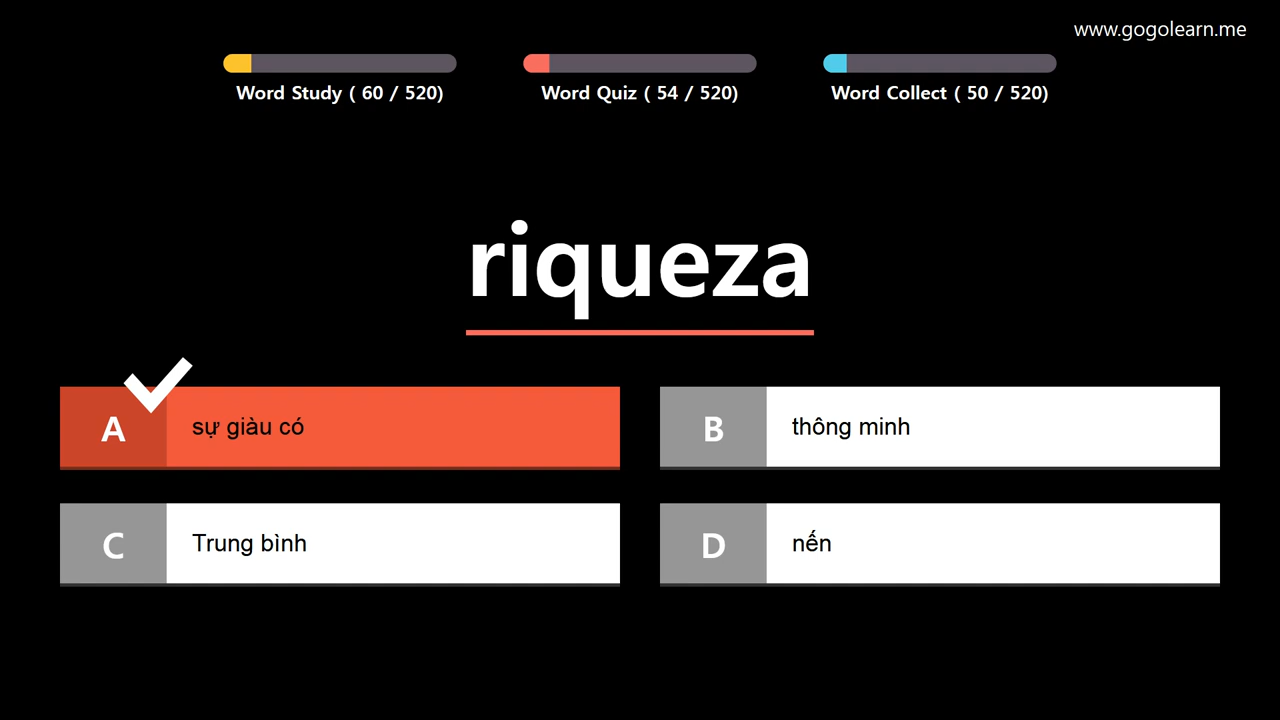 www.gogolearn.me
Word Study ( 60 / 520)
Word Quiz ( 54 / 520)
Word Collect ( 50 / 520)
riqueza
A sự giàu có
B thông minh
C Trung bình
D nến